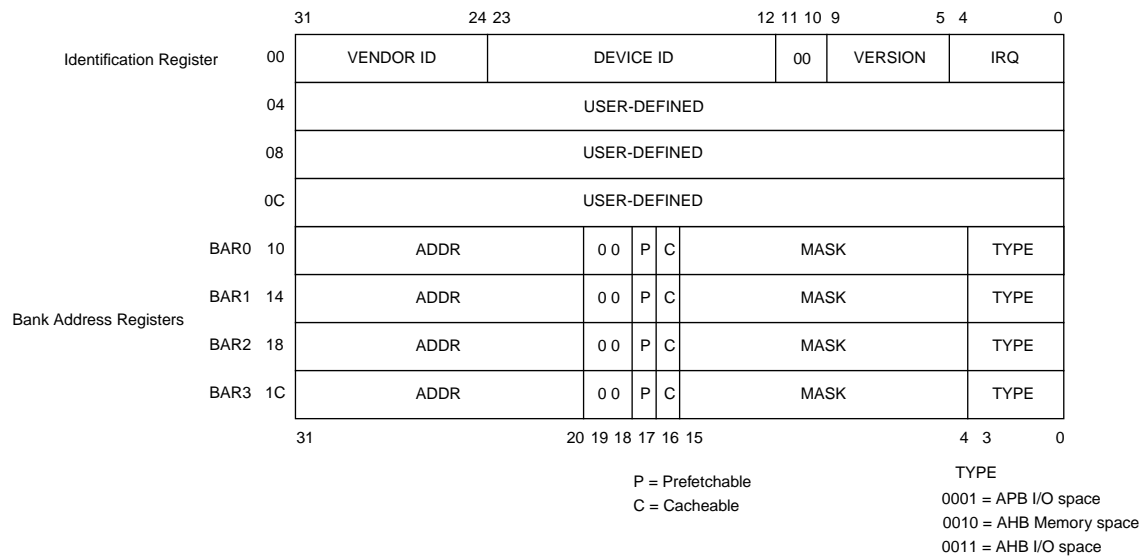 31 24 23 12 11 10 9 5 4 0
Identification Register 00 VENDOR ID DEVICE ID 00 VERSION IRQ
04 USER-DEFINED
08 USER-DEFINED
0C USER-DEFINED
BAR0 10 ADDR 0 0 P C MASK TYPE
BAR1 14 ADDR 0 0 P C MASK TYPE
Bank Address Registers
BAR2 18 ADDR 0 0 P C MASK TYPE
BAR3 1C ADDR 0 0 P C MASK TYPE
31 20 19 18 17 16 15 4 3 0
P = Prefetchable
C = Cacheable
TYPE
0001 = APB I/O space
0010 = AHB Memory space
0011 = AHB I/O space